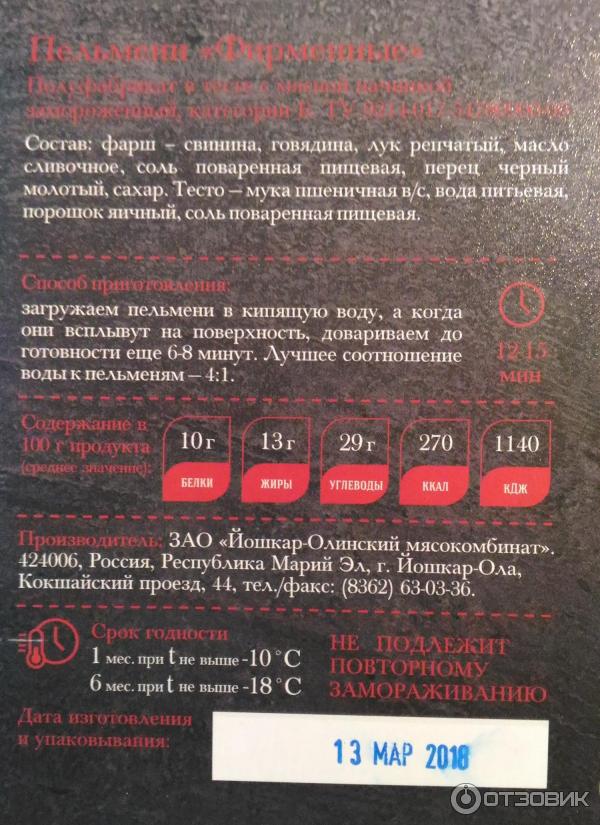 Пельмени «Фирменные»
Полуфабрикат в тесте с мясной начинкой
замороженный, категории Б. ТУ 9214-017-
Состав: фарш – свинина, говядина, лук репчатый, масло
сливочное, соль поваренная пищевая, перец черный
молотый, сахар. Тесто – мука пшеничная в/с, вода питьевая,
порошок яичный, соль поваренная пищевая.
Способ приготовления:
загружаем пельмени в кипящую воду, а когда
они всплывут на поверхность, довариваем до
готовности еще 6-8 минут. Лучшее соотношение
воды к пельменям – 4:1.
12-15
мин
Содержание в
100 г продукта
(среднее значение):
10 г
БЕЛКИ
13 г
ЖИРЫ
29 г
УГЛЕВОДЫ
270
ККАЛ
1140
КДЖ
Производитель: ЗАО «Йошкар-Олинский мясокомбинат».
424006, Россия, Республика Марий Эл, г. Йошкар-Ола,
Кокшайский проезд, 44, тел./факс: (8362) 63-03-36.
Срок годности
1 мес. при t не выше -10 °C
6 мес. при t не выше -18 °C
НЕ ПОДЛЕЖИТ
ПОВТОРНОМУ
ЗАМОРАЖИВАНИЮ
Дата изготовления
и упаковывания:
13 МАР 2018
ОТЗОВИК